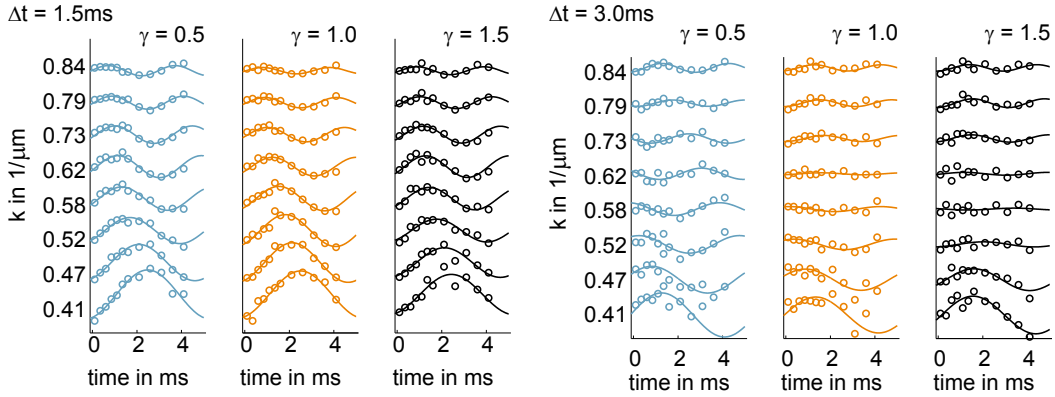 Δt = 1.5ms
γ = 0.5
γ = 1.0
γ = 1.5
k in 1/μm
0.84
0.79
0.73
0.62
0.58
0.52
0.47
0.41
0 2 4
0 2 4
0 2 4
time in ms
time in ms
time in ms
Δt = 3.0ms
γ = 0.5
γ = 1.0
γ = 1.5
k in 1/μm
0.84
0.79
0.73
0.62
0.58
0.52
0.47
0.41
0 2 4
0 2 4
0 2 4
time in ms
time in ms
time in ms